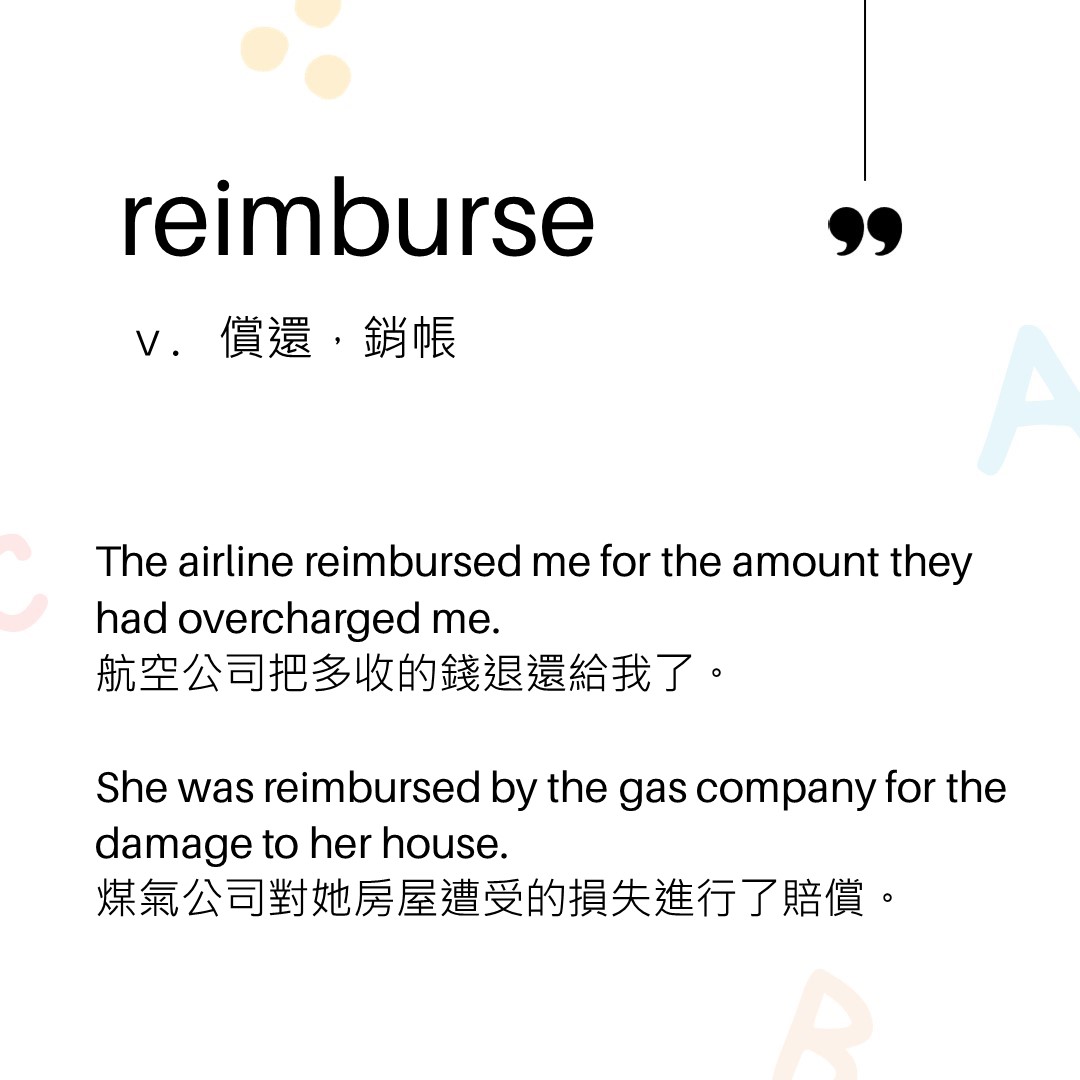 reimburse
”
v. 償還，銷帳
The airline reimbursed me for the amount they
had overcharged me.
航空公司把多收的錢退還給我了。
She was reimbursed by the gas company for the
damage to her house.
煤氣公司對她房屋遭受的損失進行了賠償。
A
C
B